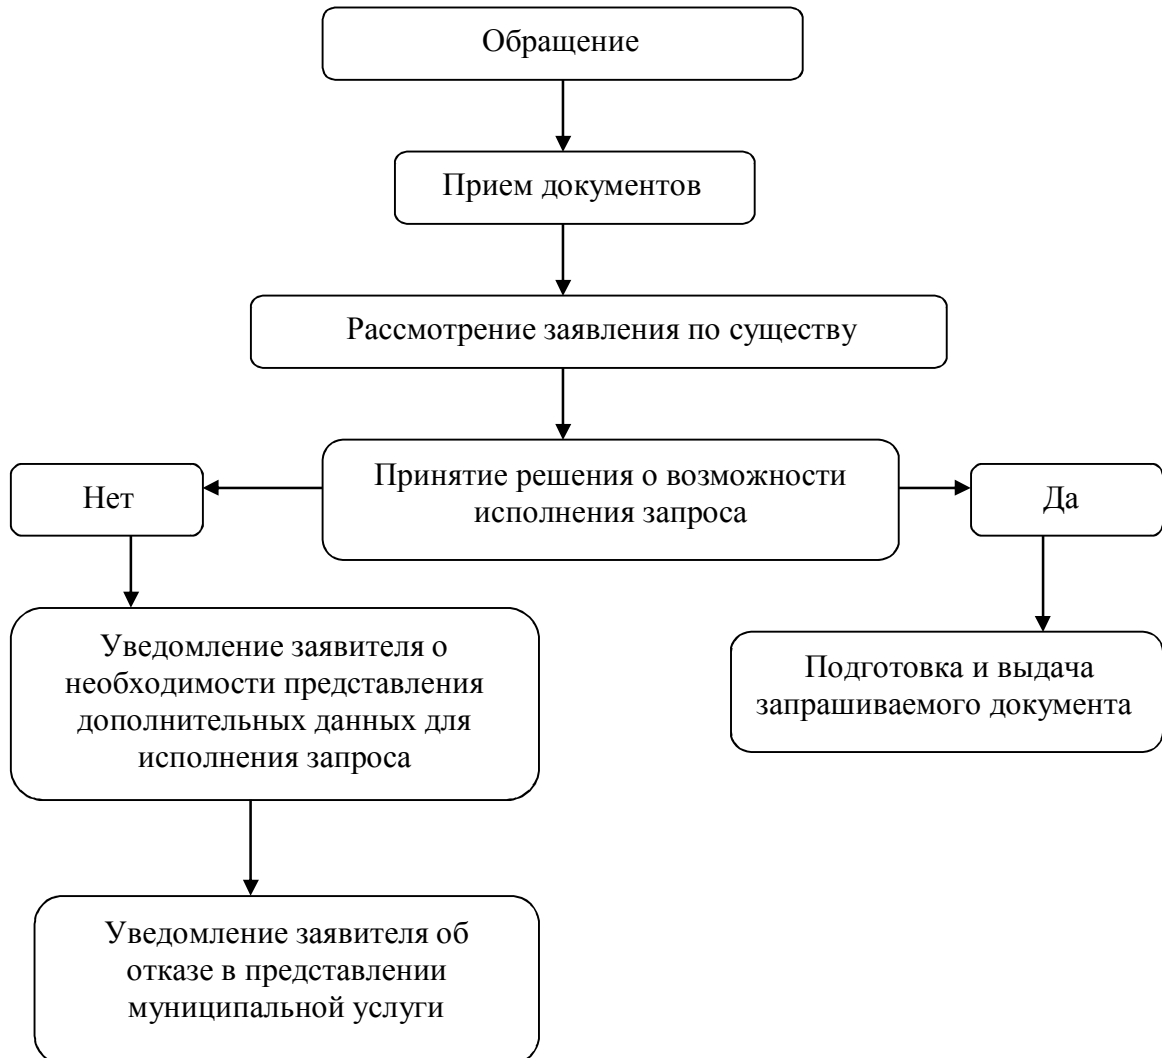 Обращение
Прием документов
Рассмотрение заявления по существу
Принятие решения о возможности
исполнения запроса
Нет
Да
Уведомление заявителя о
необходимости представления
дополнительных данных для
исполнения запроса
Подготовка и выдача
запрашиваемого документа
Уведомление заявителя об
отказе в представлении
муниципальной услуги